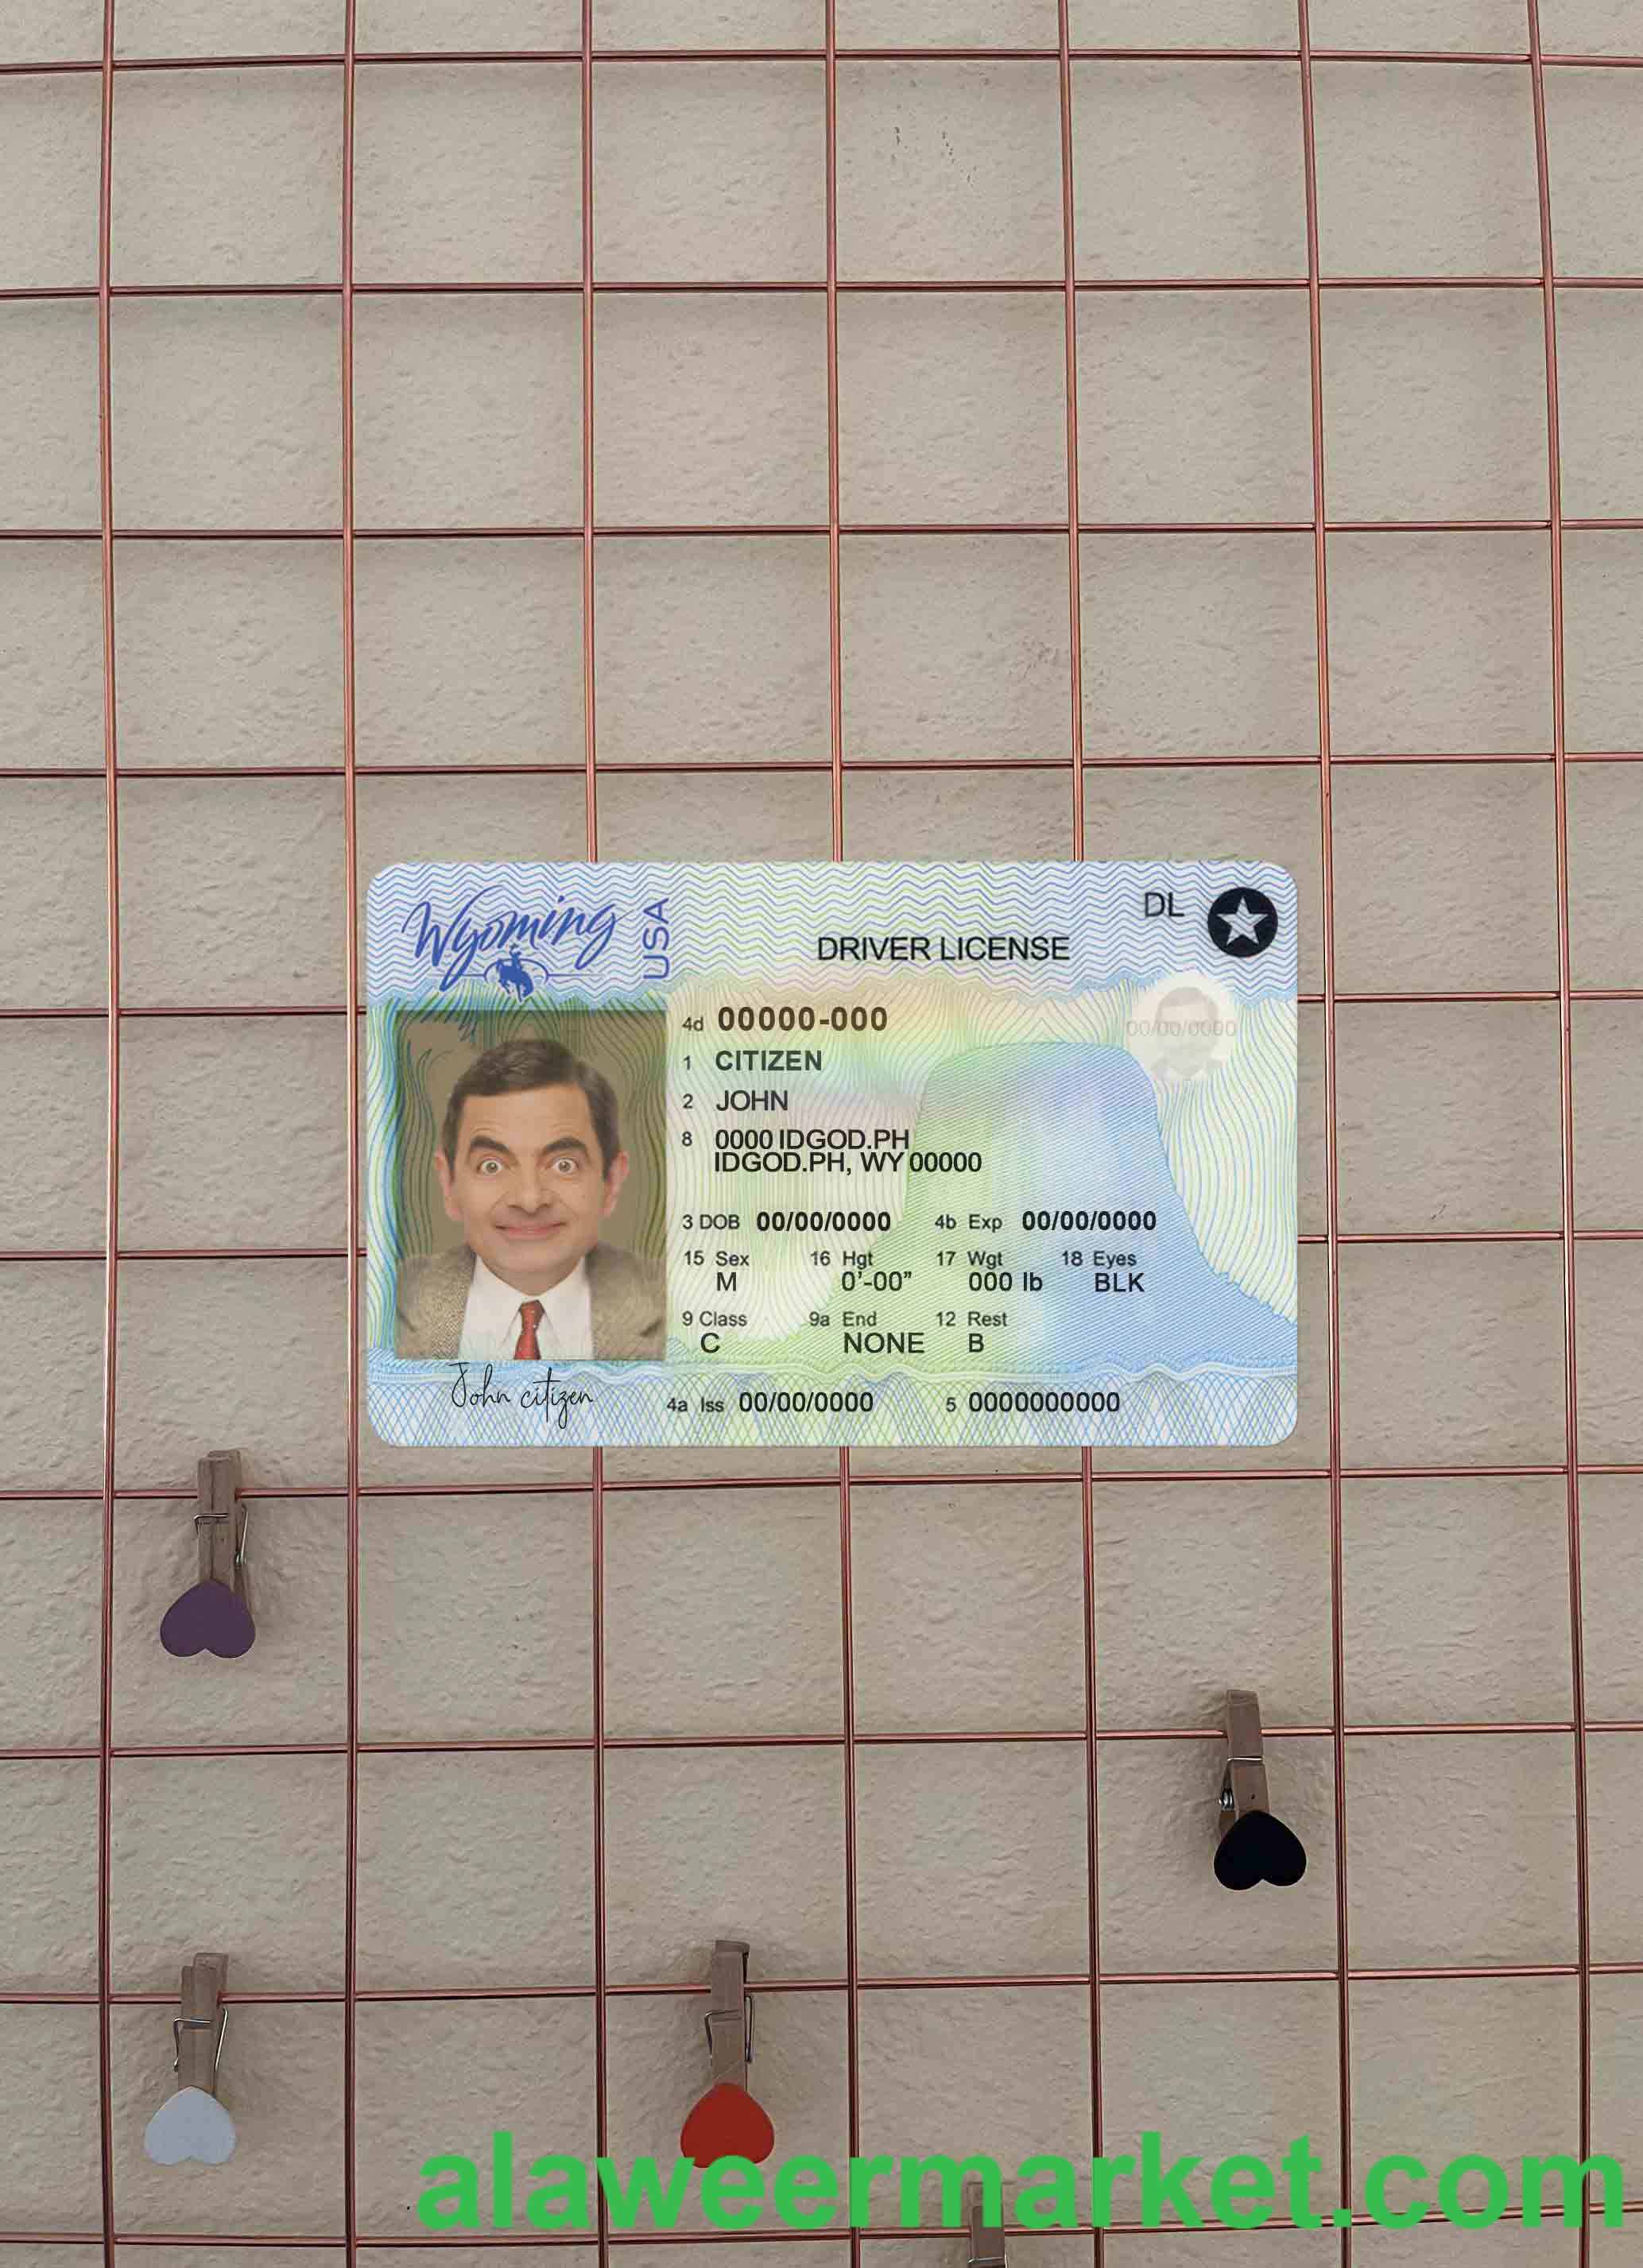 Wyoming USA
DL
DRIVER LICENSE
4d 00000-000
00/00/0000
1 CITIZEN
2 JOHN
8 0000 IDGOD.PH
IDGOD.PH, WY 00000
3 DOB 00/00/0000 4b Exp 00/00/0000
15 Sex 16 Hgt 17 Wgt 18 Eyes
M 0'-00” 000 lb BLK
9 Class 9a End 12 Rest
C NONE B
John citizen
4a Iss 00/00/0000 5 0000000000
alaweermarket.com